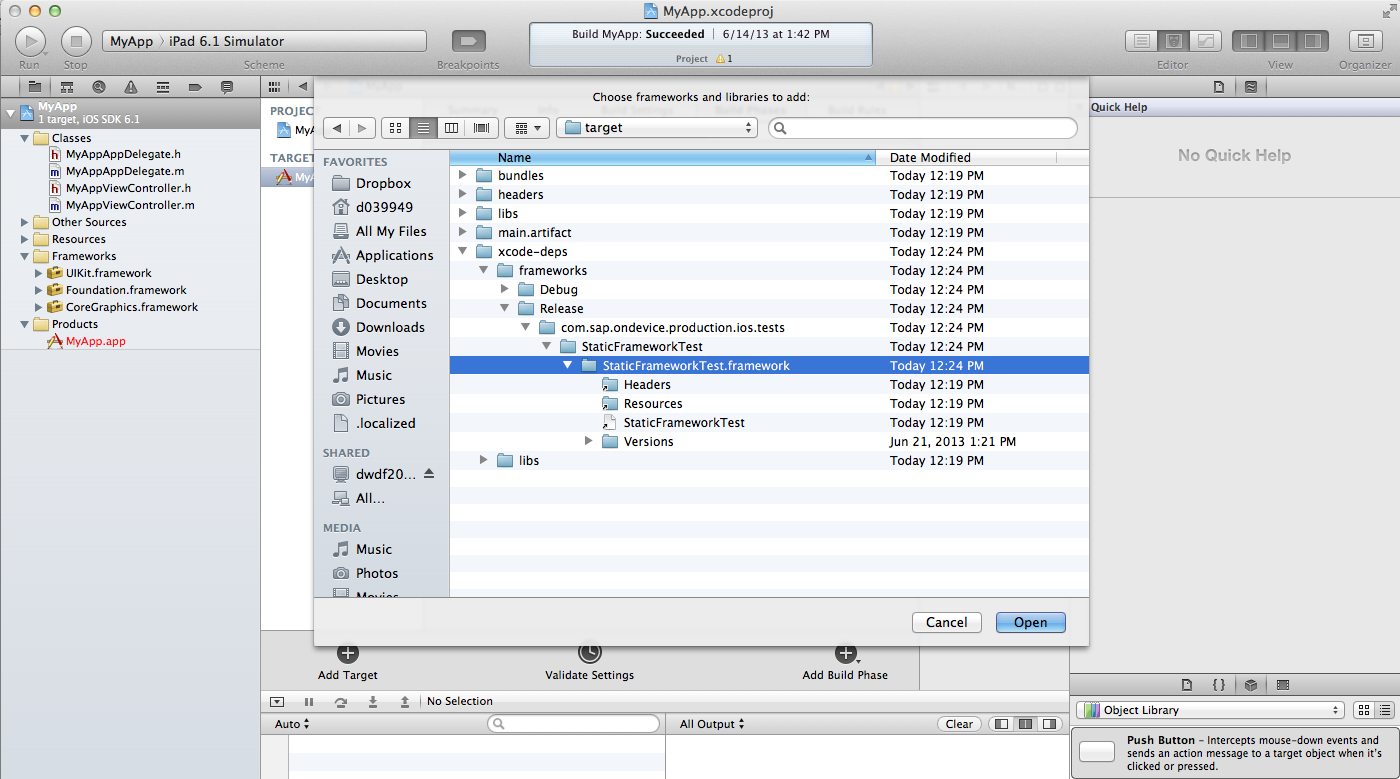 MyApp.xcodeproj
MyApp 〉 iPad 6.1 Simulator
Build MyApp: Succeeded | 6/14/13 at 1:42 PM
Project 1
Run
Stop
Scheme
Breakpoints
Editor
View
Organizer
MyApp
1 target, iOS SDK 6.1
Classes
MyAppAppDelegate.h
MyAppAppDelegate.m
MyAppViewController.h
MyAppViewController.m
Other Sources
Resources
Frameworks
UIKit.framework
Foundation.framework
CoreGraphics.framework
Products
MyApp.app
PROJEC
MyA
TARGET
MyA
Choose frameworks and libraries to add:
target
FAVORITES
Dropbox
d039949
All My Files
Applications
Desktop
Documents
Downloads
Movies
Music
Pictures
.localized
SHARED
dwdf20...
All...
MEDIA
Music
Photos
Movies
Name Date Modified
bundles Today 12:19 PM
headers Today 12:19 PM
libs Today 12:19 PM
main.artifact Today 12:19 PM
xcode-deps Today 12:24 PM
frameworks Today 12:24 PM
Debug Today 12:24 PM
Release Today 12:24 PM
com.sap.ondevice.production.ios.tests Today 12:24 PM
StaticFrameworkTest Today 12:24 PM
StaticFrameworkTest.framework Today 12:24 PM
Headers Today 12:19 PM
Resources Today 12:19 PM
StaticFrameworkTest Today 12:19 PM
Versions Jun 21, 2013 1:21 PM
libs Today 12:19 PM
Cancel
Open
Add Target
Validate Settings
Add Build Phase
No Selection
Auto
All Output
Clear
Quick Help
No Quick Help
{ }
Object Library
Push Button - Intercepts mouse-down events and
sends an action message to a target object when it's
clicked or pressed.